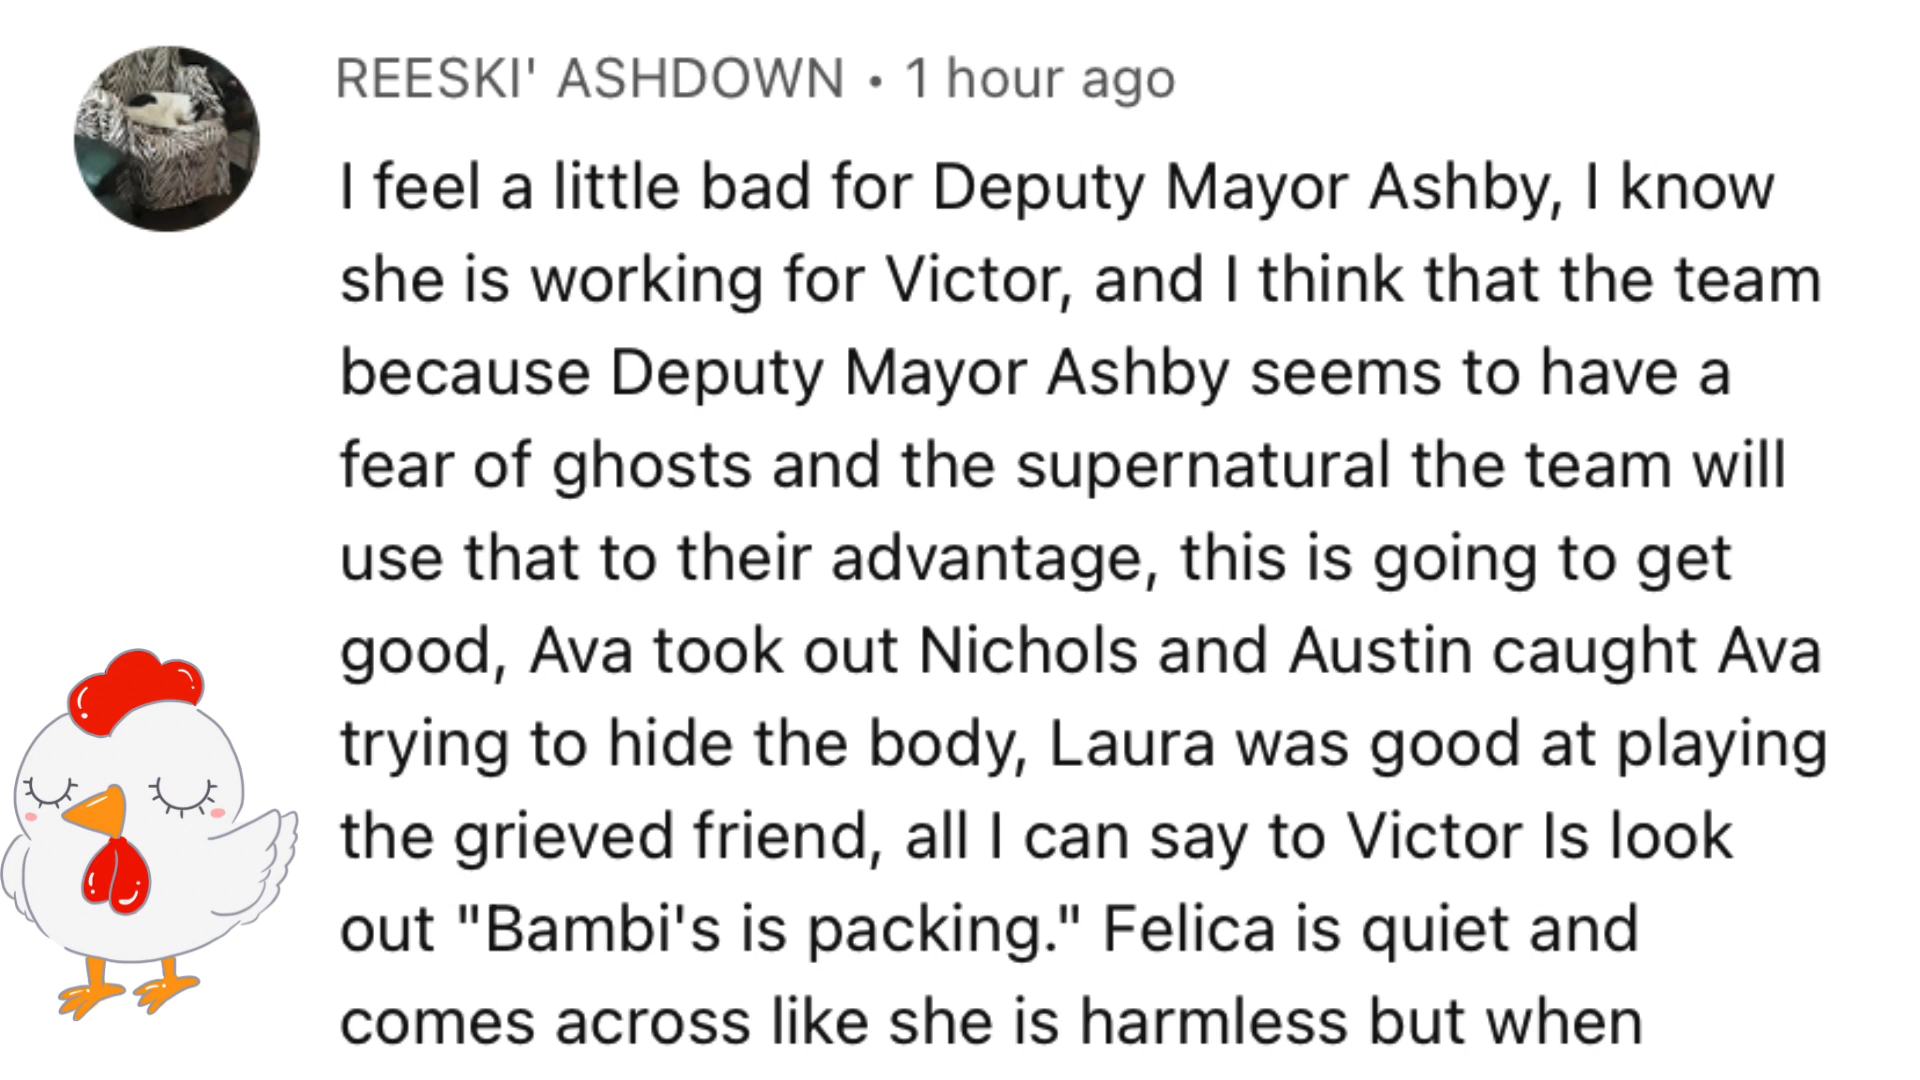 REESKI' ASHDOWN • 1 hour ago
I feel a little bad for Deputy Mayor Ashby, I know
she is working for Victor, and I think that the team
because Deputy Mayor Ashby seems to have a
fear of ghosts and the supernatural the team will
use that to their advantage, this is going to get
good, Ava took out Nichols and Austin caught Ava
trying to hide the body, Laura was good at playing
the grieved friend, all I can say to Victor Is look
out "Bambi's is packing." Felica is quiet and
comes across like she is harmless but when